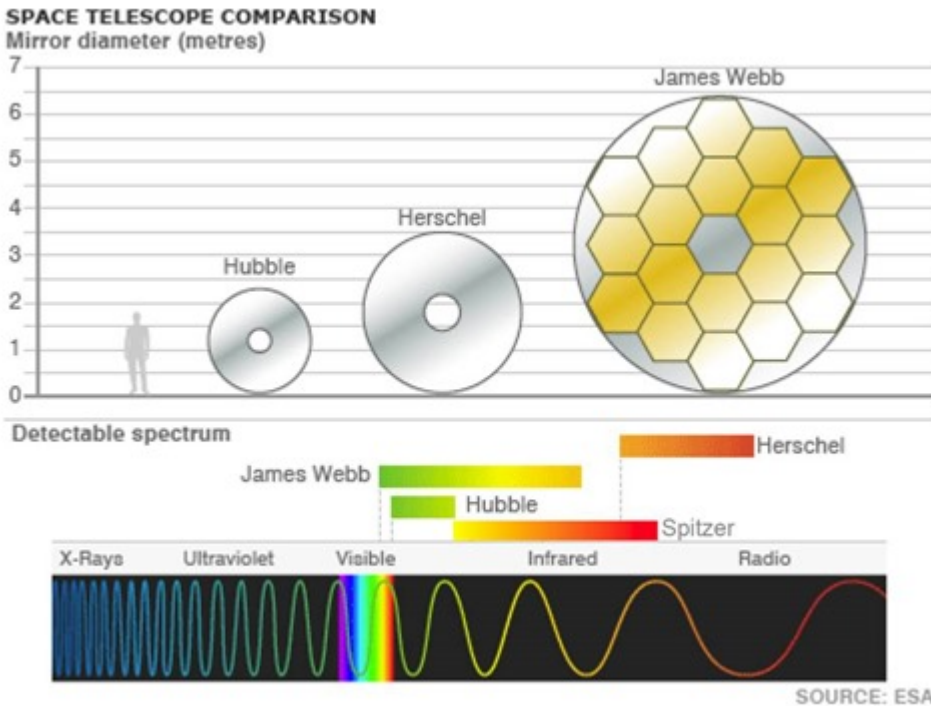 SPACE TELESCOPE COMPARISON
Mirror diameter (metres)
7
James Webb
6
5
4
Herschel
3
Hubble
2
1
0
Detectable spectrum
Herschel
James Webb
Hubble
Spitzer
X-Rays Ultraviolet Visible Infrared Radio
SOURCE: ESA